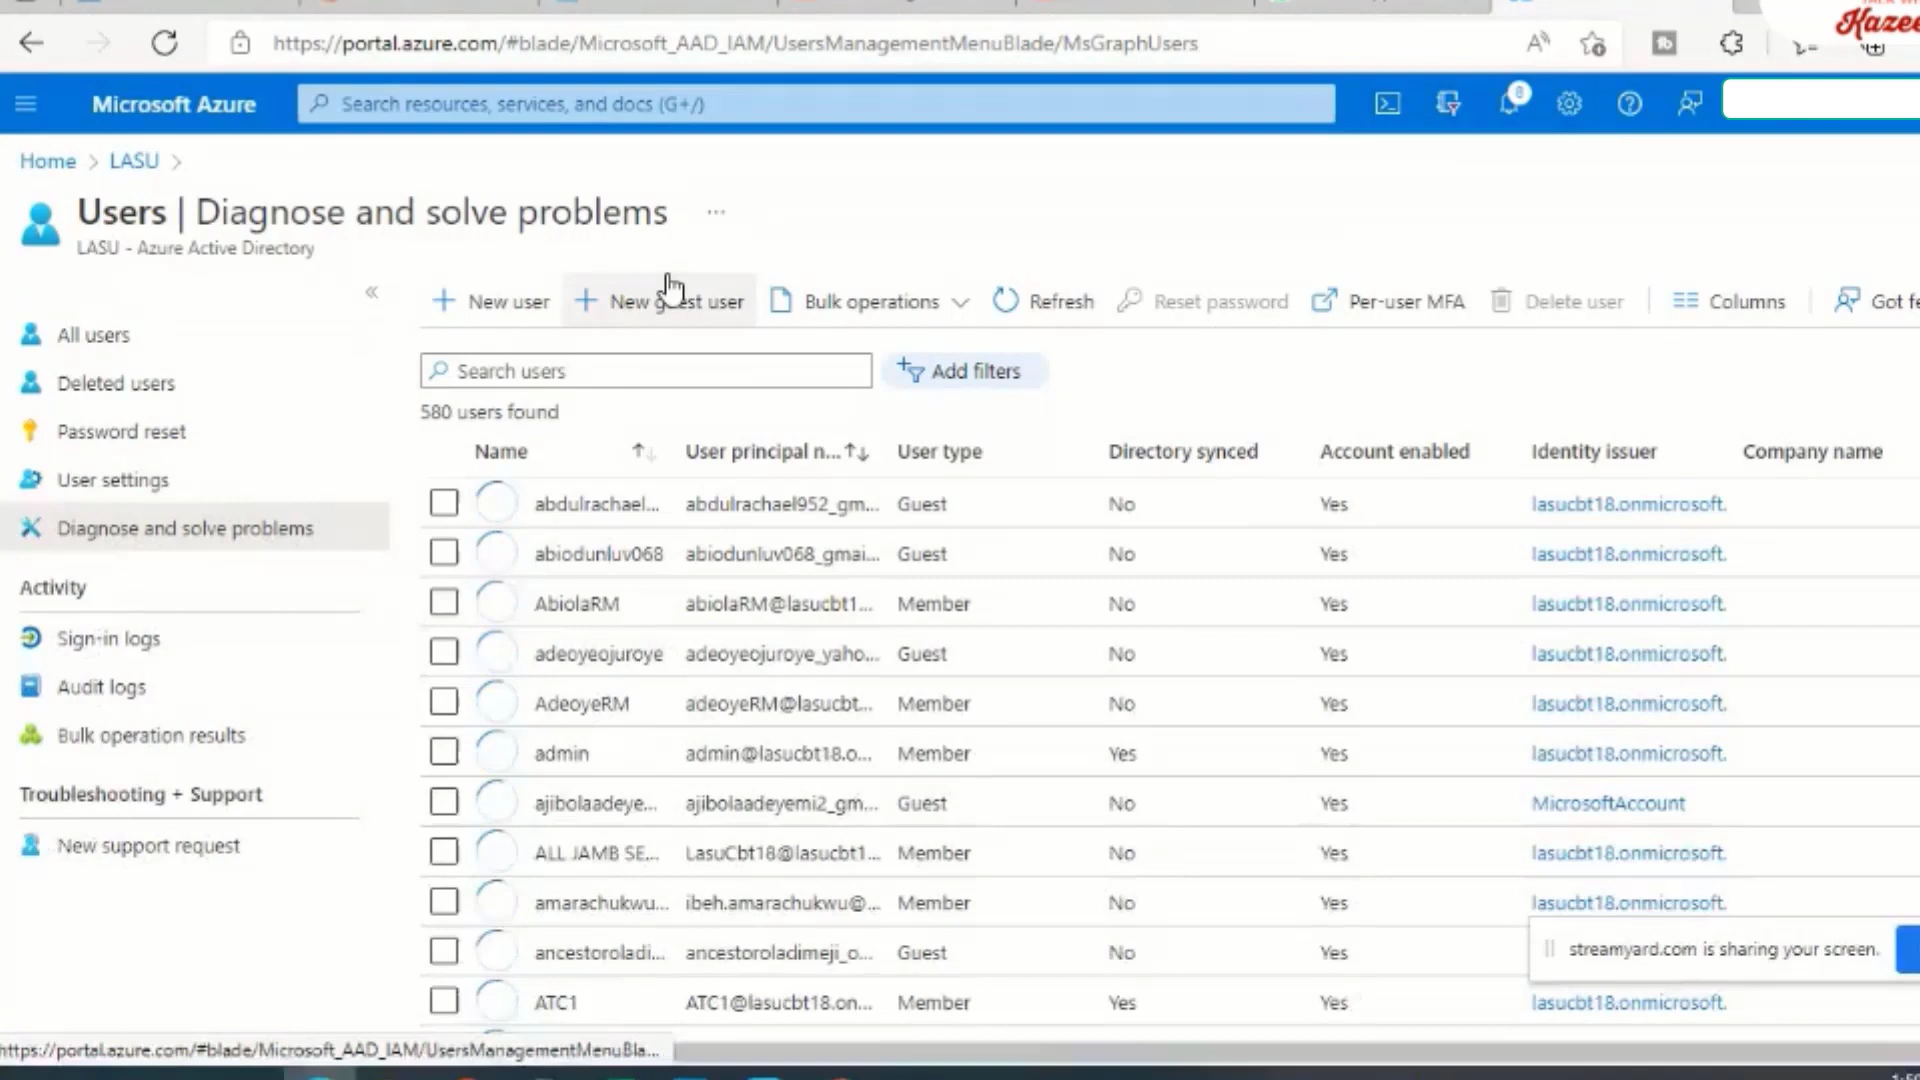 Kazee
https://portal.azure.com/#blade/Microsoft_AAD_IAM/UsersManagementMenuBlade/MsGraphUsers
Microsoft Azure
Search resources, services, and docs (G+/)
8
Home > LASU >
Users | Diagnose and solve problems ...
LASU - Azure Active Directory
«
New user
New guest user
Bulk operations
Refresh
Reset password
Per-user MFA
Delete user
Columns
Got fe
All users
Deleted users
Password reset
User settings
Diagnose and solve problems
Activity
Sign-in logs
Audit logs
Bulk operation results
Troubleshooting + Support
New support request
Search users
Add filters
580 users found
Name User principal n... User type Directory synced Account enabled Identity issuer Company name
abdulrachael... abdulrachael952_gm... Guest No Yes lasucbt18.onmicrosoft.
abiodunluv068 abiodunluv068_gmai... Guest No Yes lasucbt18.onmicrosoft.
AbiolaRM abiolaRM@lasucbt1... Member No Yes lasucbt18.onmicrosoft.
adeoyeojuroye adeoyeojuroye_yaho... Guest No Yes lasucbt18.onmicrosoft.
AdeoyeRM adeoyeRM@lasucbt... Member No Yes lasucbt18.onmicrosoft.
admin admin@lasucbt18.o... Member Yes Yes lasucbt18.onmicrosoft.
ajibolaadeye... ajibolaadeyemi2_gm... Guest No Yes MicrosoftAccount
ALL JAMB SE... LasuCbt18@lasucbt1... Member No Yes lasucbt18.onmicrosoft.
amarachukwu... ibeh.amarachukwu@... Member No Yes lasucbt18.onmicrosoft.
ancestoroladi... ancestoroladimeji_o... Guest No Yes
ATC1 ATC1@lasucbt18.on... Member Yes Yes lasucbt18.onmicrosoft.
streamyard.com is sharing your screen.
https://portal.azure.com/#blade/Microsoft_AAD_IAM/UsersManagementMenuBla...